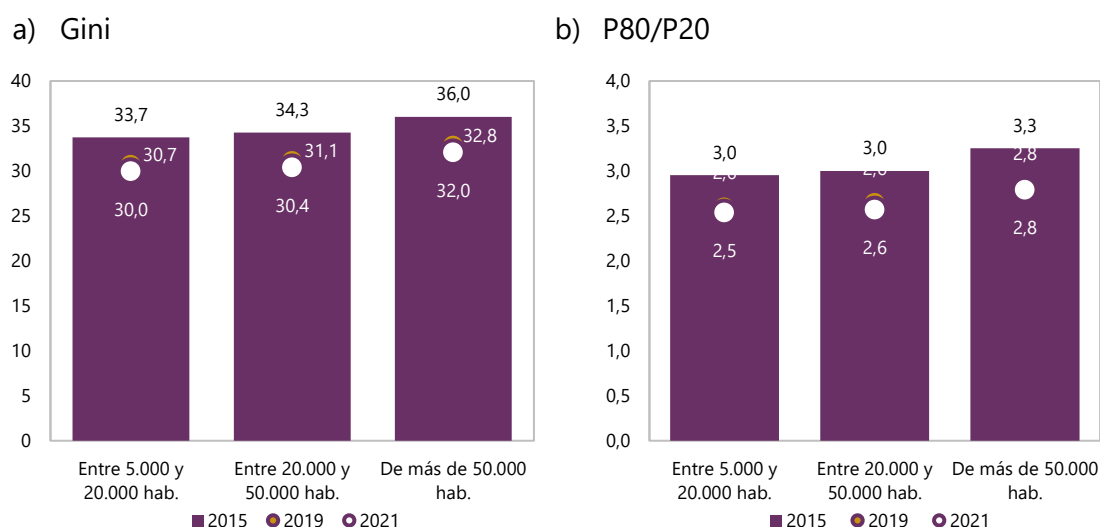 a) Gini
40
35
30
25
20
15
10
5
0
33,7
34,3
36,0
30,7
31,1
32,8
30,0
30,4
32,0
Entre 5.000 y
20.000 hab.
Entre 20.000 y
50.000 hab.
De más de 50.000
hab.
2015 2019 2021
b) P80/P20
4,0
3,5
3,0
2,5
2,0
1,5
1,0
0,5
0,0
3,0
3,0
3,3
2,8
2,5
2,6
2,8
Entre 5.000 y
20.000 hab.
Entre 20.000 y
50.000 hab.
De más de 50.000
hab.
2015 2019 2021